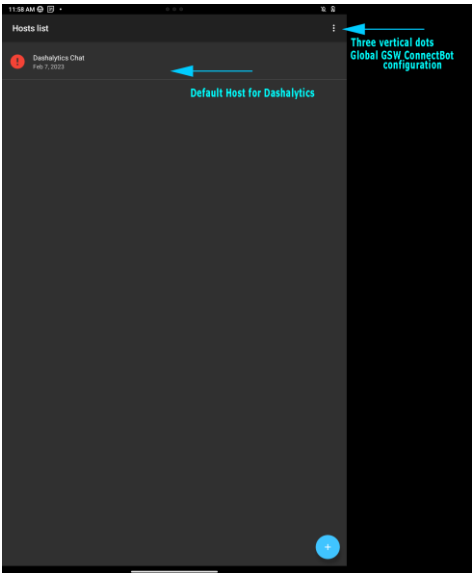 11:58 AM
Hosts list
Three vertical dots
Global GSW ConnectBot
configuration
Dashalytics Chat
Feb 7, 2023
Default Host for Dashalytics
+